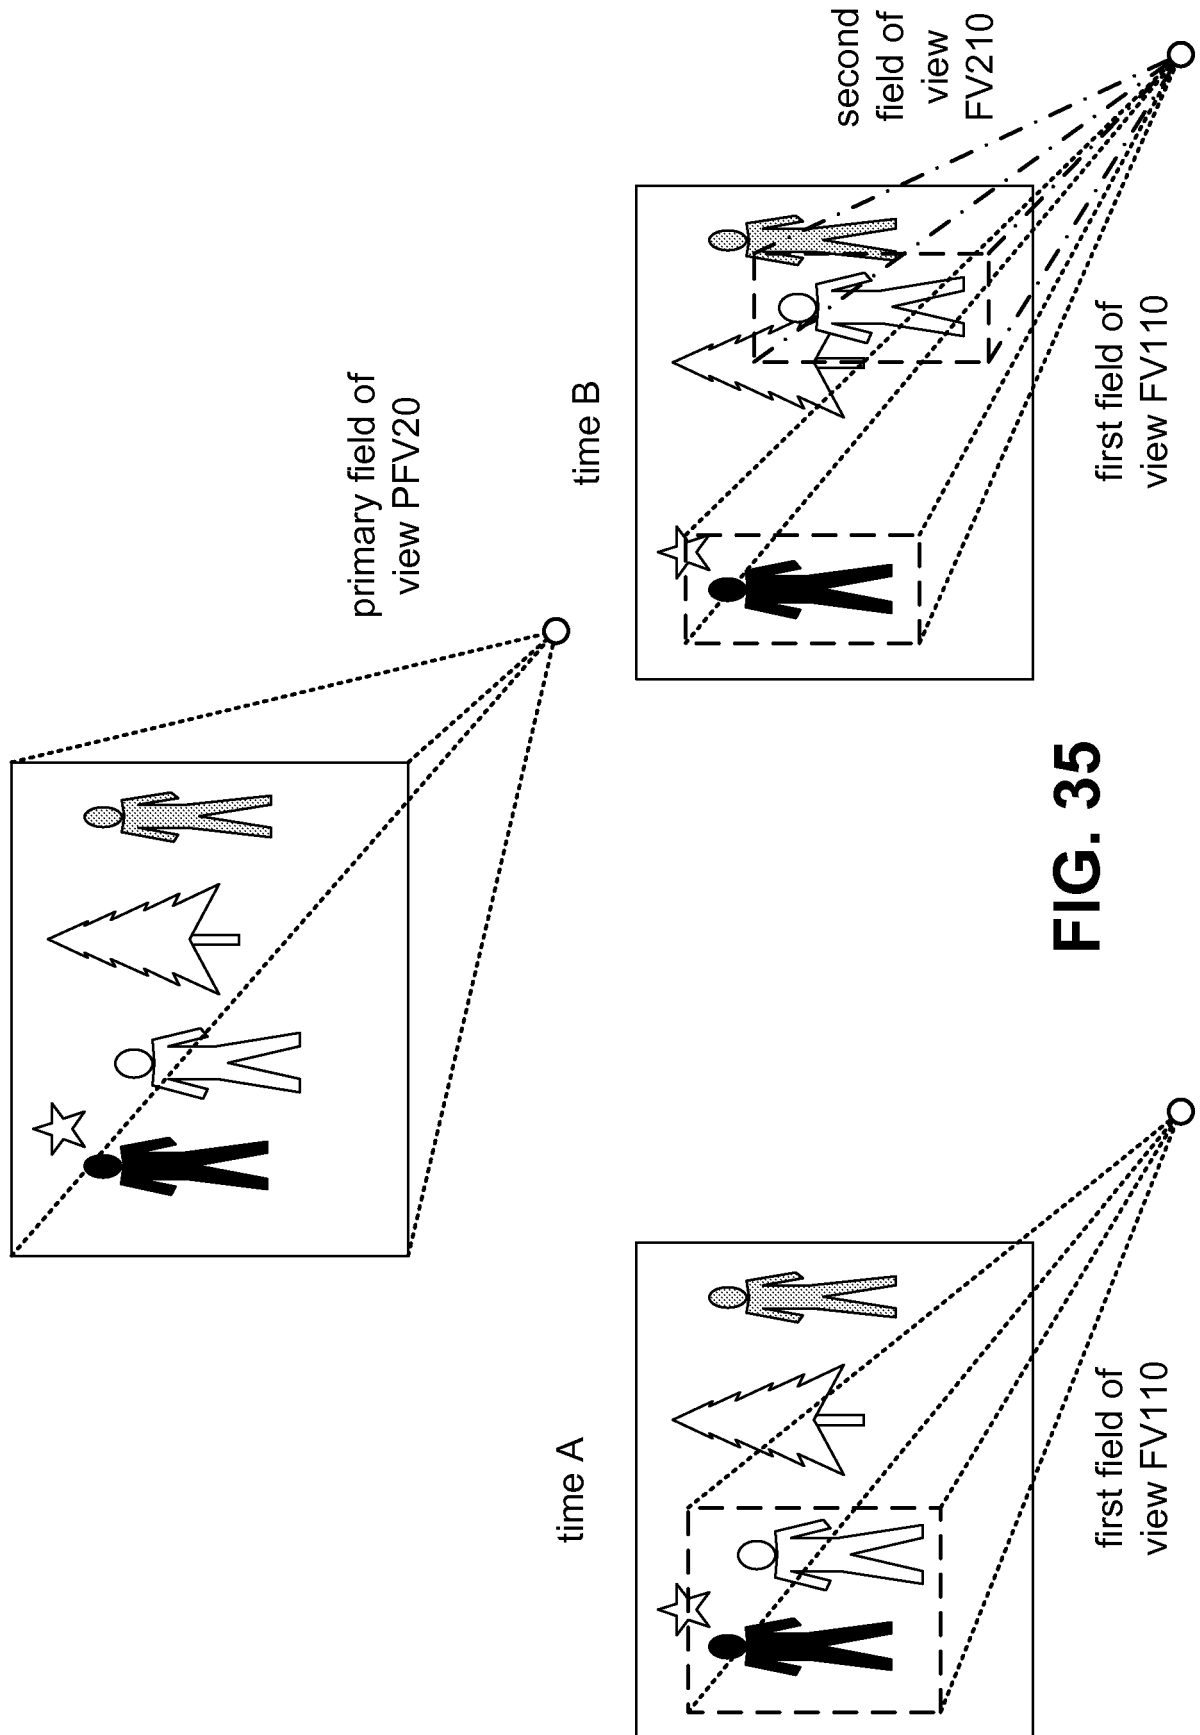 primary field of
view PFV20
time A
first field of
view FV110
time B
second
field of
view
FV210
first field of
view FV110
FIG. 35